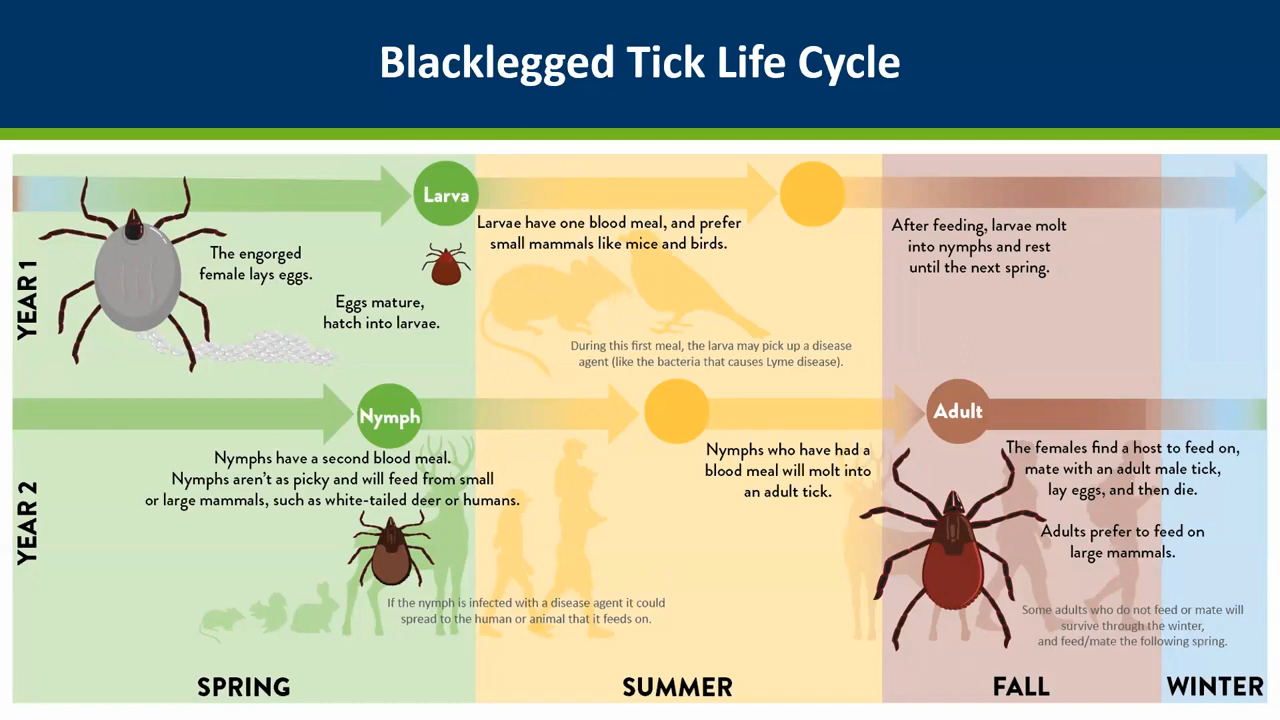 Blacklegged Tick Life Cycle
YEAR 1
Larva
The engorged
female lays eggs.
Eggs mature,
hatch into larvae.
Larvae have one blood meal, and prefer
small mammals like mice and birds.
During this first meal, the larva may pick up a disease
agent (like the bacteria that causes Lyme disease).
After feeding, larvae molt
into nymphs and rest
until the next spring.
YEAR 2
Nymph
Nymphs have a second blood meal.
Nymphs aren't as picky and will feed from small
or large mammals, such as white-tailed deer or humans.
If the nymph is infected with a disease agent it could
spread to the human or animal that it feeds on.
Nymphs who have had a
blood meal will molt into
an adult tick.
Adult
The females find a host to feed on,
mate with an adult male tick,
lay eggs, and then die.
Adults prefer to feed on
large mammals.
Some adults who do not feed or mate will
survive through the winter,
and feed/mate the following spring.
SPRING
SUMMER
FALL
WINTER